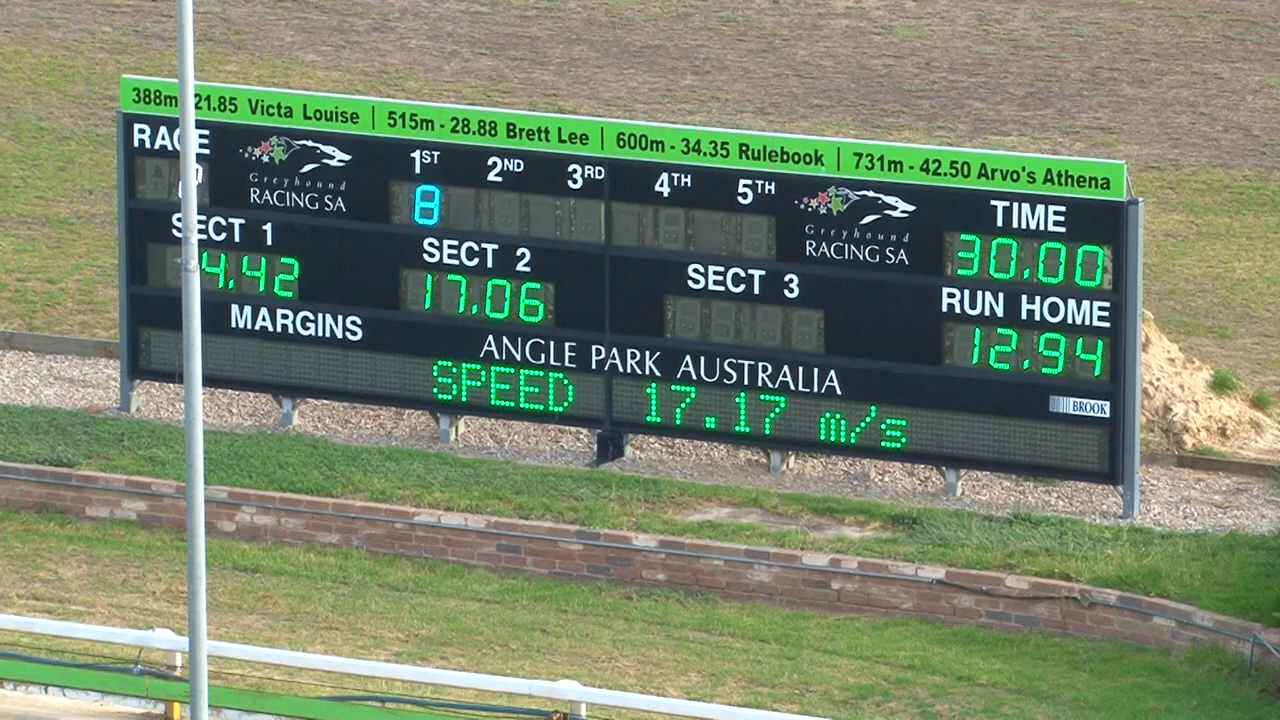 388m 21.85 Victa Louise | 515m - 28.88 Brett Lee | 600m - 34.35 Rulebook | 731m - 42.50 Arvo's Athena
RACE
Greyhound
RACING SA
1ST 2ND 3RD 4TH 5TH
8
Greyhound
RACING SA
TIME
30.00
SECT 1
4.42
SECT 2
17.06
SECT 3
RUN HOME
12.94
MARGINS
ANGLE PARK AUSTRALIA
SPEED 17.17 m/s
BROOK